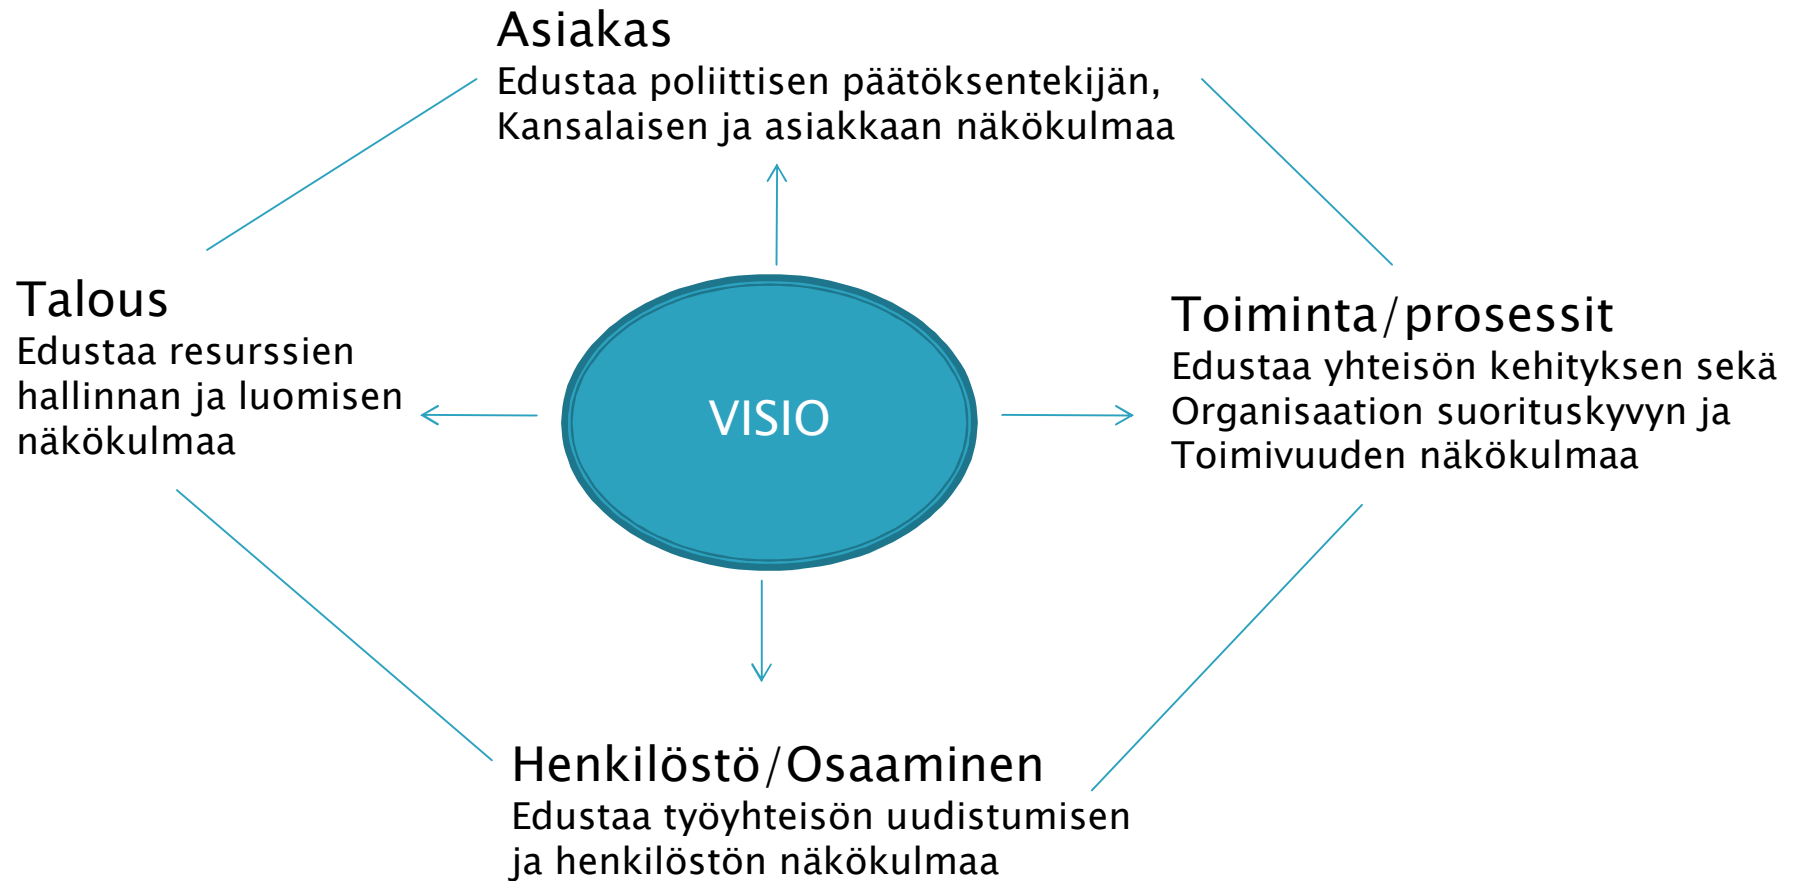 Asiakas
Edustaa poliittisen päätöksentekijän,
Kansalaisen ja asiakkaan näkökulmaa
Talous
Edustaa resurssien
hallinnan ja luomisen
näkökulmaa
VISIO
Toiminta/prosessit
Edustaa yhteisön kehityksen sekä
Organisaation suorituskyvyn ja
Toimivuuden näkökulmaa
Henkilöstö/Osaaminen
Edustaa työyhteisön uudistumisen
ja henkilöstön näkökulmaa